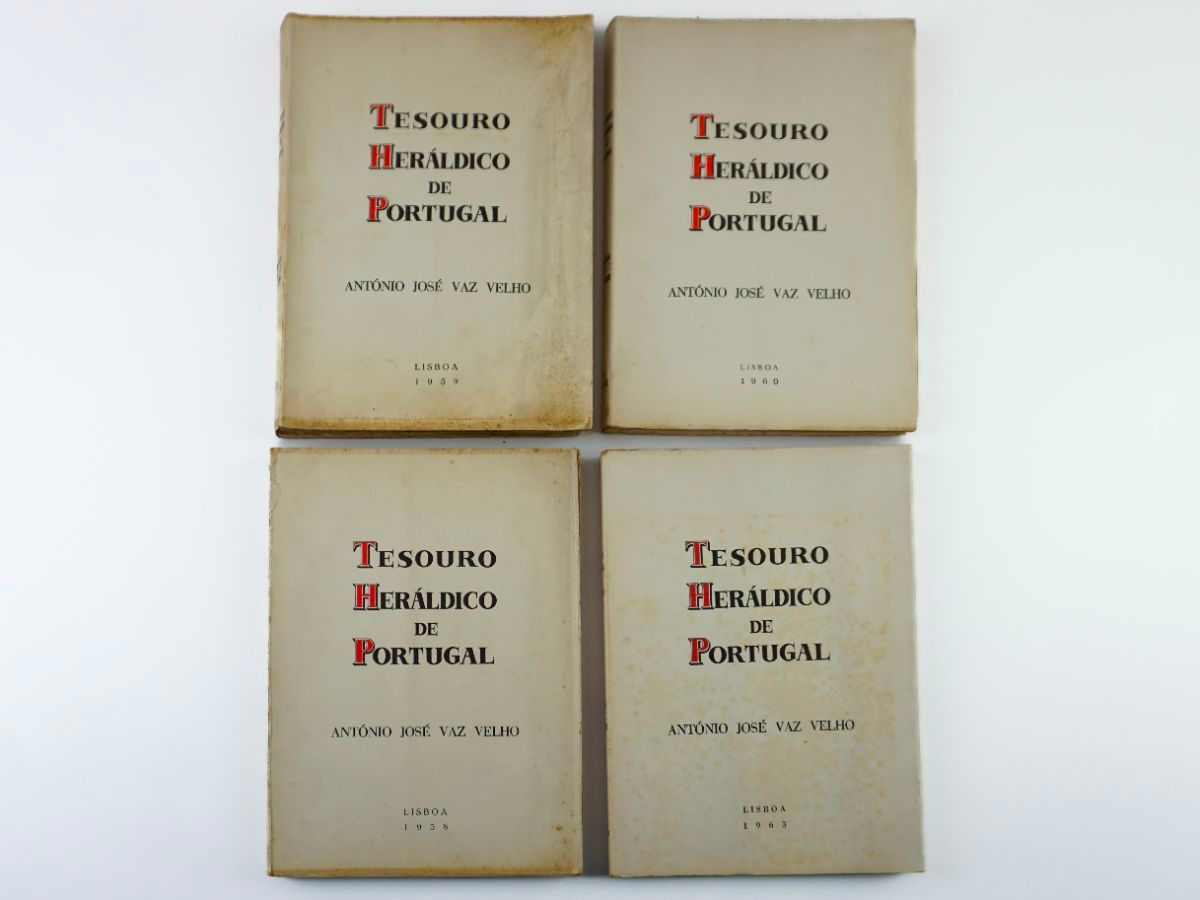 TESOURO
HERÁLDICO
DE
PORTUGAL
ANTÓNIO JOSÉ VAZ VELHO
LISBOA
1959
TESOURO
HERÁLDICO
DE
PORTUGAL
ANTÓNIO JOSÉ VAZ VELHO
LISBOA
1960
TESOURO
HERÁLDICO
DE
PORTUGAL
ANTÓNIO JOSÉ VAZ VELHO
LISBOA
1958
TESOURO
HERÁLDICO
DE
PORTUGAL
ANTÓNIO JOSÉ VAZ VELHO
LISBOA
1963